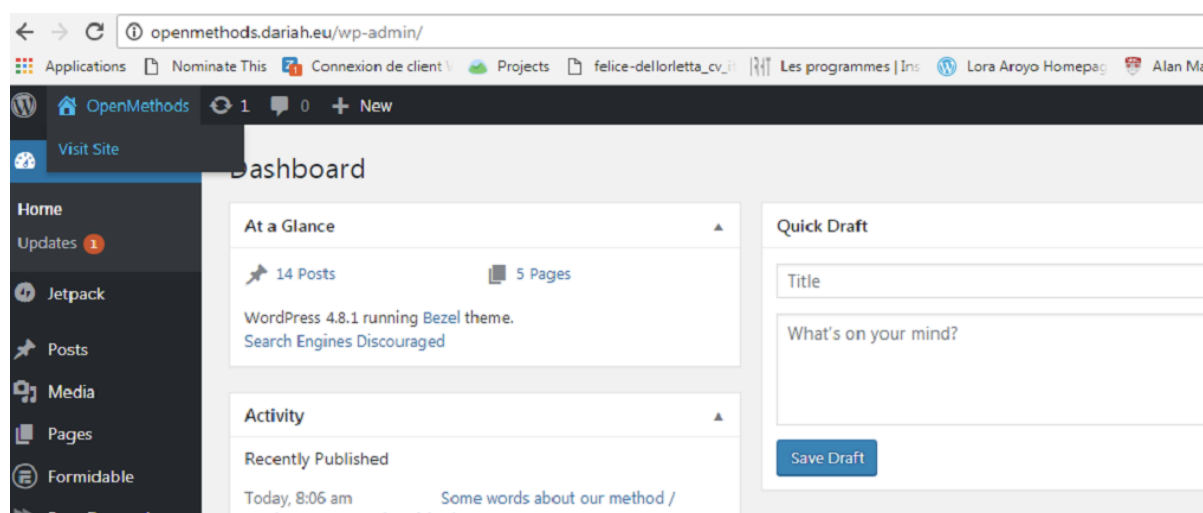 openmethods.dariah.eu/wp-admin/
Applications Nominate This Connexion de client Projects felice-dellorletta_cv_it Les programmes | Ins Lora Aroyo Homepag Alan Ma
OpenMethods 1 0 + New
Visit Site
Dashboard
Home
Updates 1
Jetpack
Posts
Media
Pages
Formidable
At a Glance
14 Posts 5 Pages
WordPress 4.8.1 running Bezel theme.
Search Engines Discouraged
Activity
Recently Published
Today, 8:06 am Some words about our method /
Quick Draft
Title
What's on your mind?
Save Draft